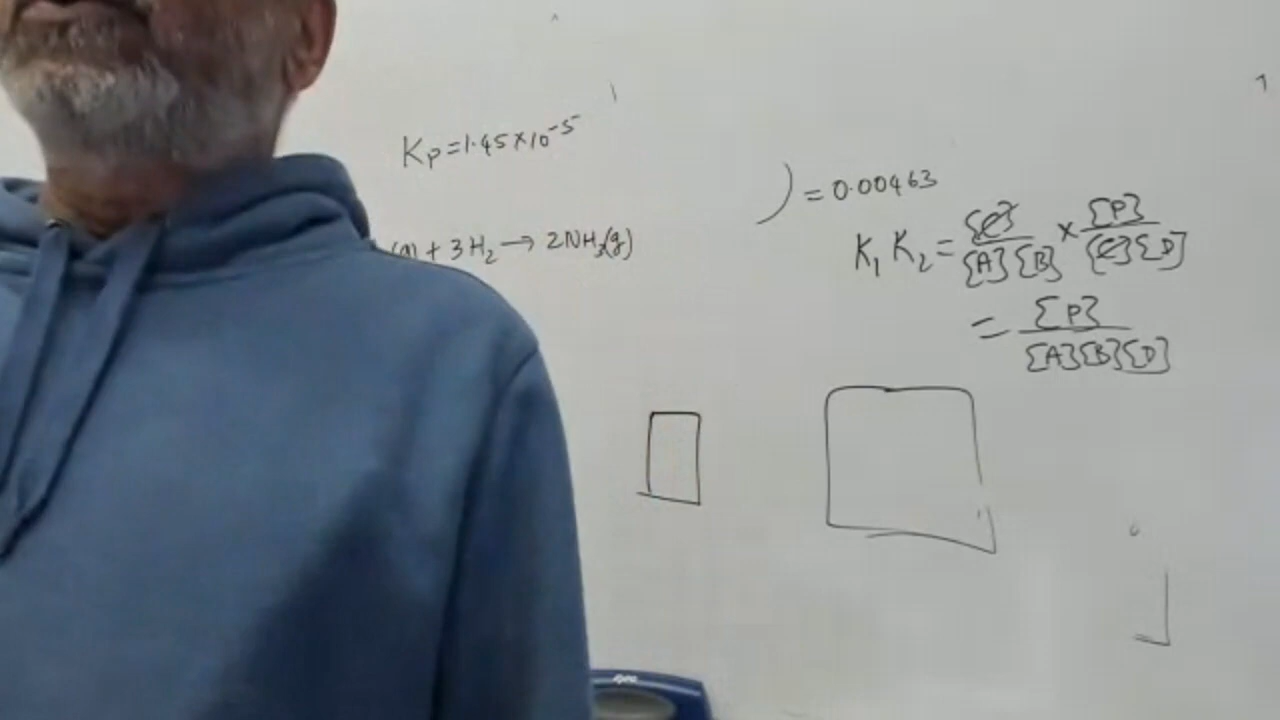 Kp = 1.45 × 10⁻⁵
(g) + 3H₂ → 2NH₃(g)
) = 0.00463
K₁ K₂ = [C] / [A][B] × [P] / [C][D]
= [P] / [A][B][D]